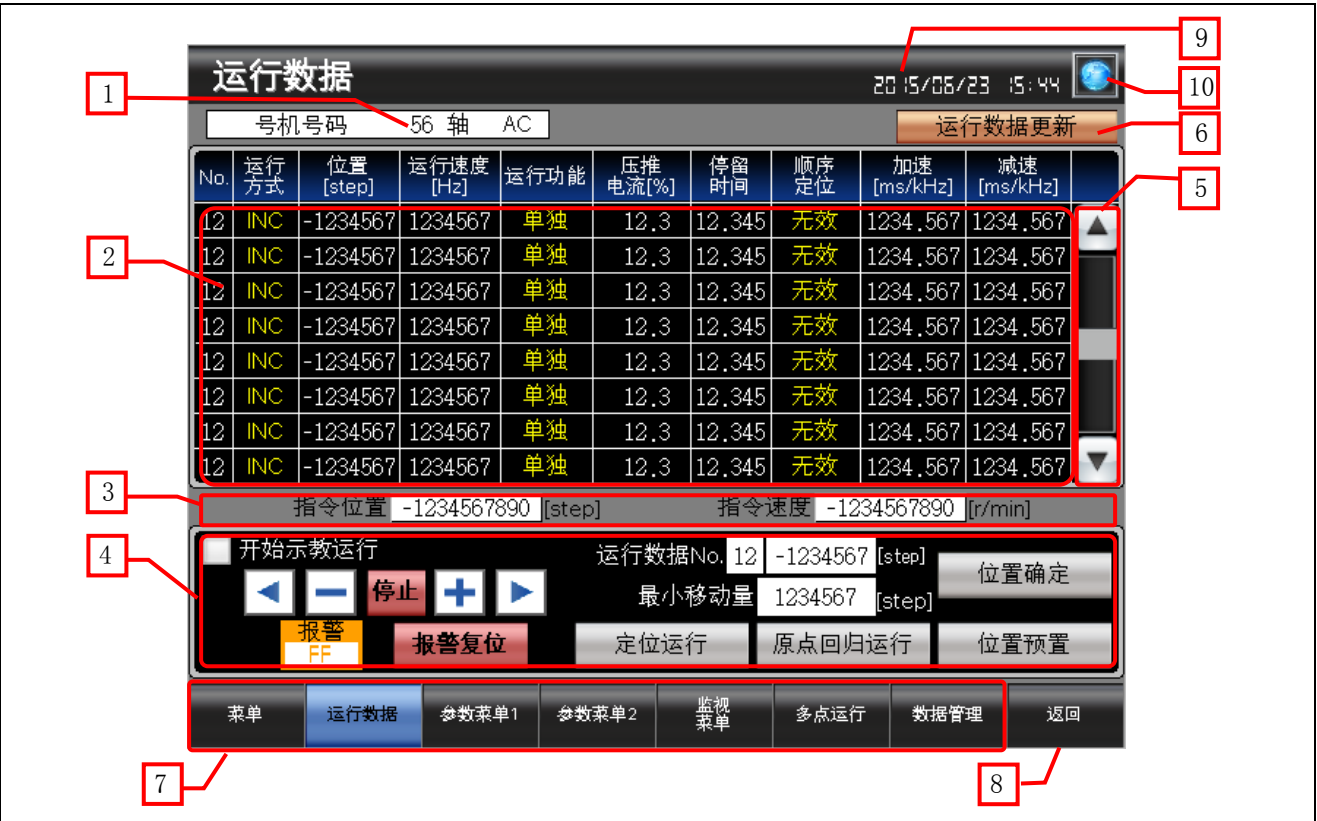 9
运行数据
2015/06/23 15:44
10
1
号机号码 56 轴 AC
运行数据更新
6
No. 运行方式 位置[step] 运行速度[Hz] 运行功能 压推电流[%] 停留时间 顺序定位 加速[ms/kHz] 减速[ms/kHz]
5
12 INC -1234567 1234567 单独 12.3 12.345 无效 1234.567 1234.567
2
12 INC -1234567 1234567 单独 12.3 12.345 无效 1234.567 1234.567
12 INC -1234567 1234567 单独 12.3 12.345 无效 1234.567 1234.567
12 INC -1234567 1234567 单独 12.3 12.345 无效 1234.567 1234.567
12 INC -1234567 1234567 单独 12.3 12.345 无效 1234.567 1234.567
12 INC -1234567 1234567 单独 12.3 12.345 无效 1234.567 1234.567
12 INC -1234567 1234567 单独 12.3 12.345 无效 1234.567 1234.567
12 INC -1234567 1234567 单独 12.3 12.345 无效 1234.567 1234.567
3
指令位置 -1234567890 [step] 指令速度 -1234567890 [r/min]
4
开始示教运行 运行数据No. 12 -1234567 [step]
位置确定
停止 最小移动量 1234567 [step]
报警
FF
报警复位 定位运行 原点回归运行 位置预置
菜单 运行数据 参数菜单1 参数菜单2 监视菜单 多点运行 数据管理 返回
7
8